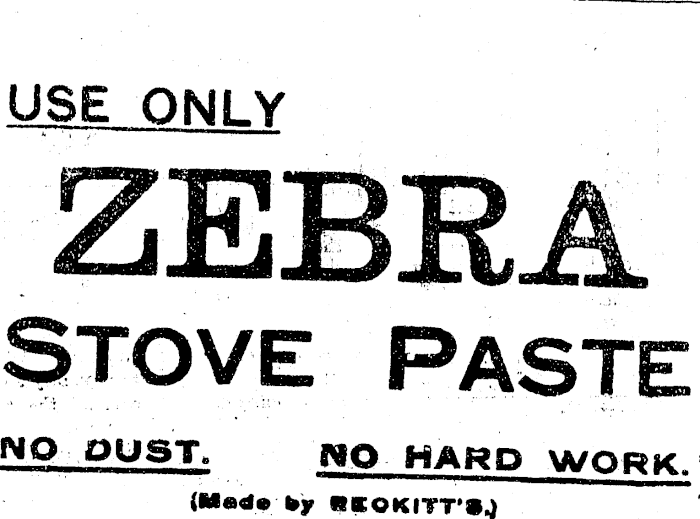 USE ONLY
ZEBRA
STOVE PASTE
NO DUST. NO HARD WORK.
(Made by RECKITT'S.)